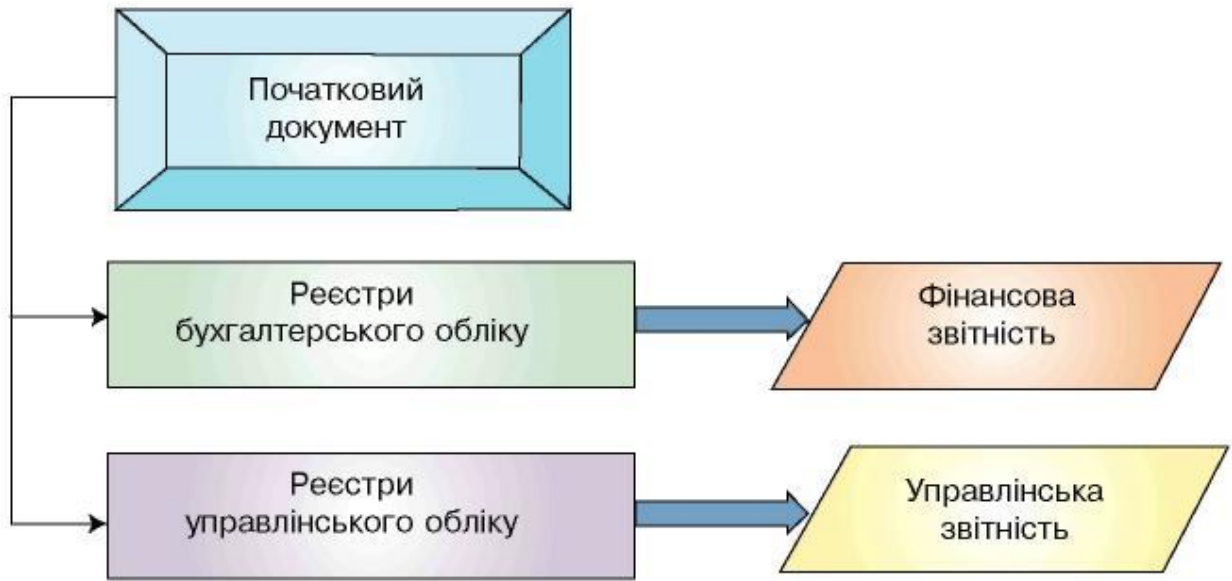 Початковий
документ
Реєстри
бухгалтерського обліку
Фінансова
звітність
Реєстри
управлінського обліку
Управлінська
звітність